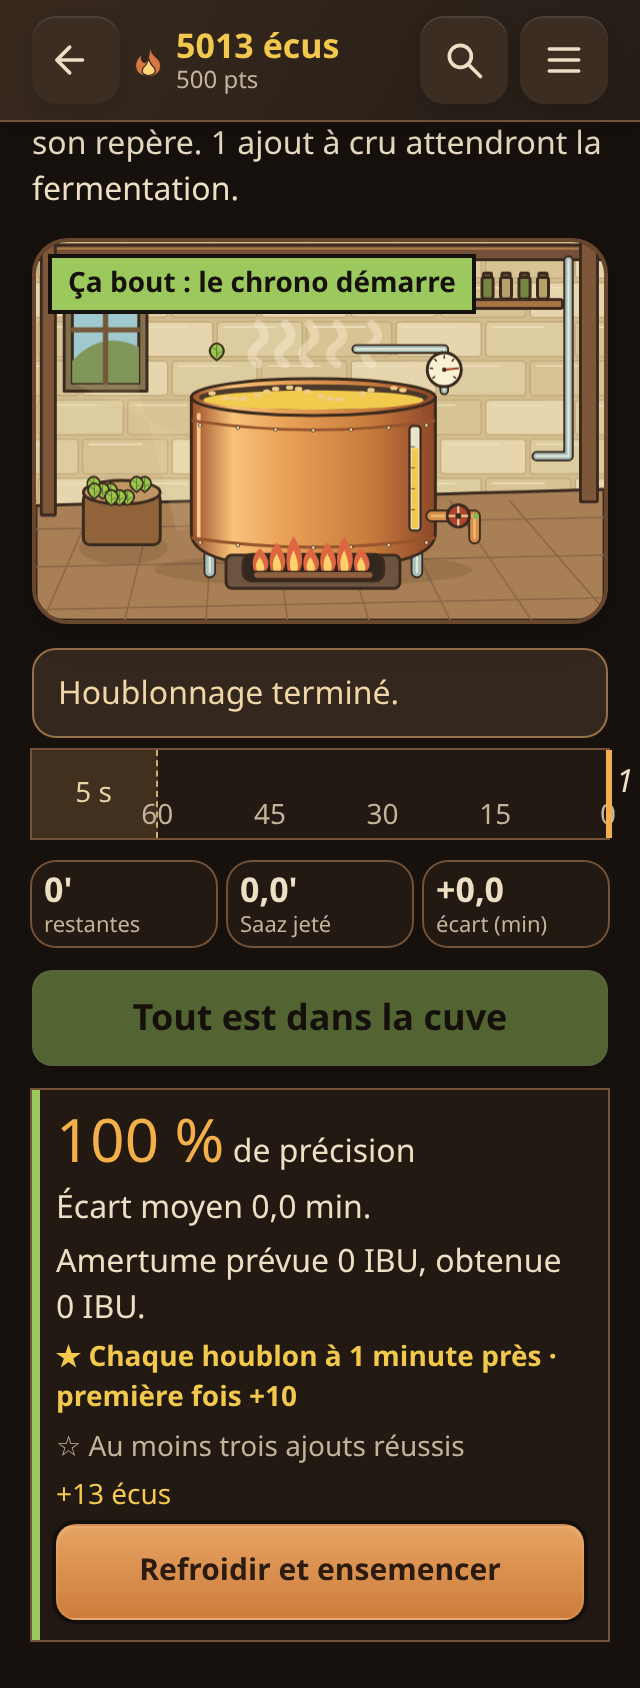 5013 écus
500 pts
son repère. 1 ajout à cru attendront la
fermentation.
Ça bout : le chrono démarre
Houblonnage terminé.
5 s
60
45
30
15
0
1
0'
restantes
0,0'
Saaz jeté
+0,0
écart (min)
Tout est dans la cuve
100 % de précision
Écart moyen 0,0 min.
Amertume prévue 0 IBU, obtenue
0 IBU.
★ Chaque houblon à 1 minute près ·
première fois +10
☆ Au moins trois ajouts réussis
+13 écus
Refroidir et ensemencer